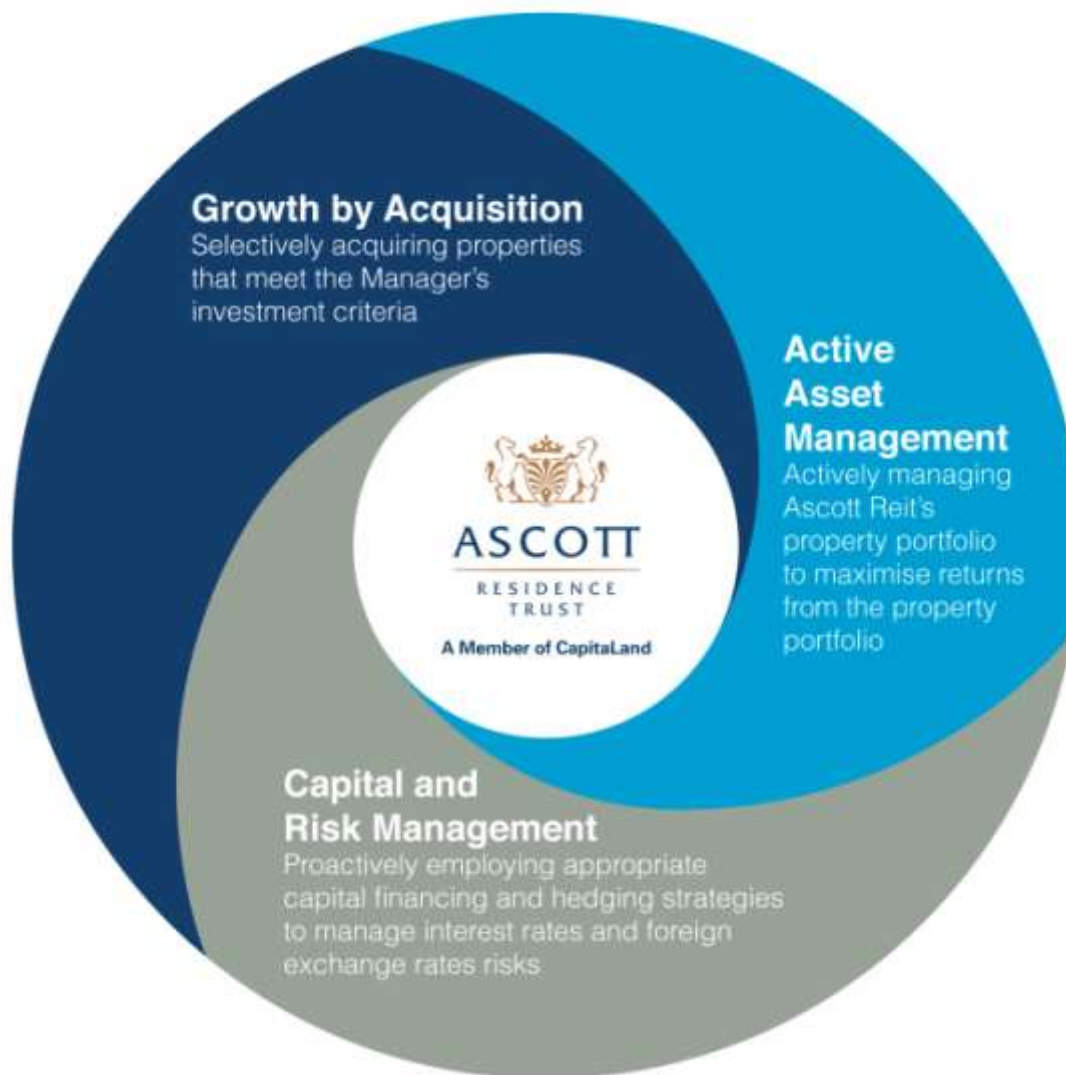 Growth by Acquisition
Selectively acquiring properties
that meet the Manager's
investment criteria
Active
Asset
Management
Actively managing
Ascott Reit's
property portfolio
to maximise returns
from the property
portfolio
ASCOTT
RESIDENCE
TRUST
A Member of CapitaLand
Capital and
Risk Management
Proactively employing appropriate
capital financing and hedging strategies
to manage interest rates and foreign
exchange rates risks